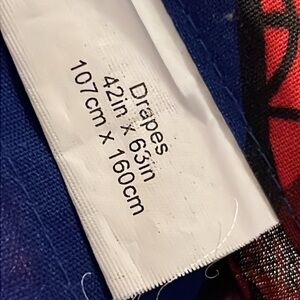 Drapes
42in x 63in
107cm x 160cm